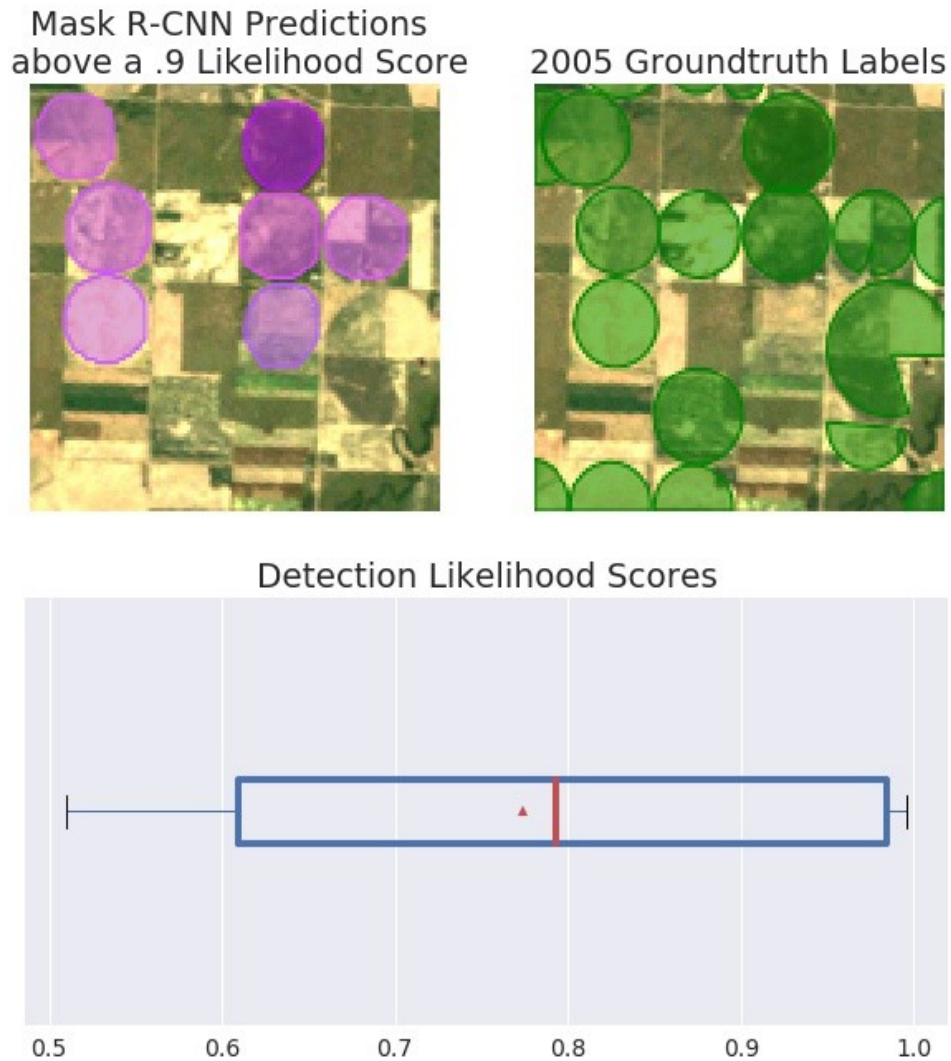 Mask R-CNN Predictions
above a .9 Likelihood Score
2005 Groundtruth Labels
Detection Likelihood Scores
0.5 0.6 0.7 0.8 0.9 1.0